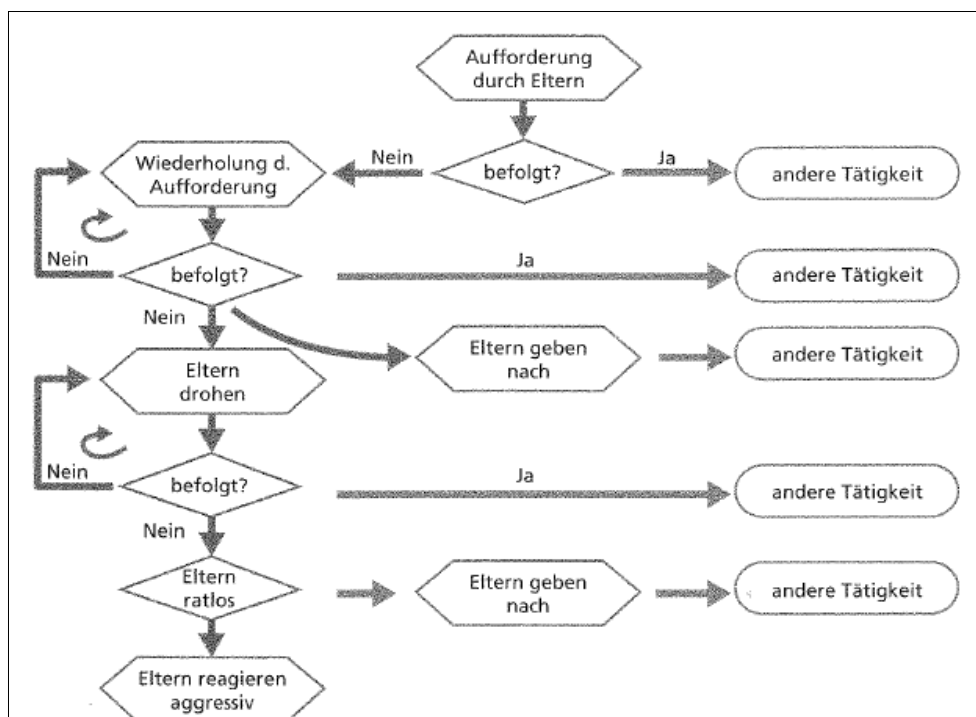 Aufforderung
durch Eltern
Nein
befolgt?
Ja
andere Tätigkeit
Wiederholung d.
Aufforderung
Nein
befolgt?
Ja
andere Tätigkeit
Nein
Eltern geben
nach
andere Tätigkeit
Eltern
drohen
Nein
befolgt?
Ja
andere Tätigkeit
Nein
Eltern
ratlos
Eltern geben
nach
andere Tätigkeit
Eltern reagieren
aggressiv